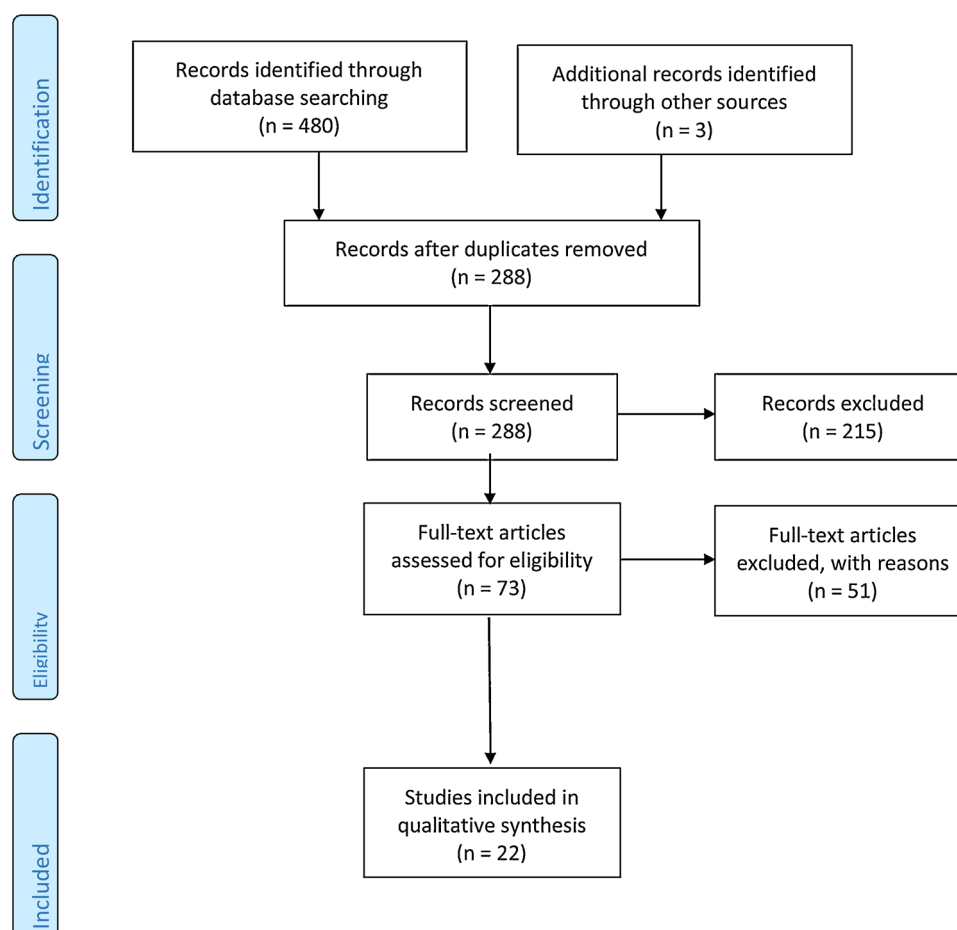 Identification
Records identified through
database searching
(n = 480)
Additional records identified
through other sources
(n = 3)
Records after duplicates removed
(n = 288)
Screening
Records screened
(n = 288)
Records excluded
(n = 215)
Eligibility
Full-text articles
assessed for eligibility
(n = 73)
Full-text articles
excluded, with reasons
(n = 51)
Included
Studies included in
qualitative synthesis
(n = 22)